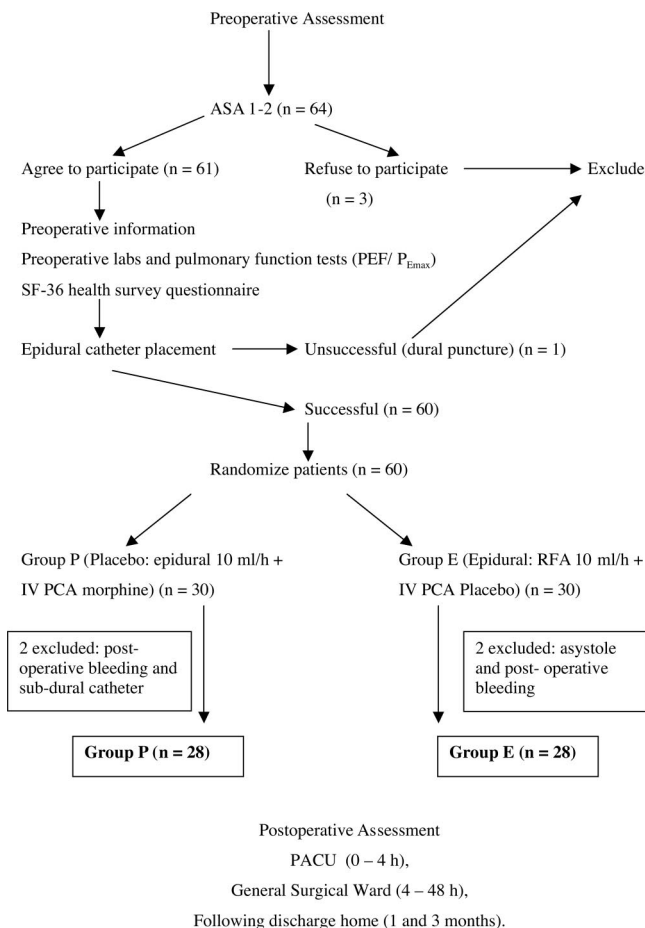 Preoperative Assessment
ASA 1-2 (n = 64)
Agree to participate (n = 61)
Refuse to participate
(n = 3)
Exclude
Preoperative information
Preoperative labs and pulmonary function tests (PEF/ PEmax)
SF-36 health survey questionnaire
Epidural catheter placement
Unsuccessful (dural puncture) (n = 1)
Successful (n = 60)
Randomize patients (n = 60)
Group P (Placebo: epidural 10 ml/h +
IV PCA morphine) (n = 30)
Group E (Epidural: RFA 10 ml/h +
IV PCA Placebo) (n = 30)
2 excluded: post-
operative bleeding and
sub-dural catheter
2 excluded: asystole
and post- operative
bleeding
Group P (n = 28)
Group E (n = 28)
Postoperative Assessment
PACU (0 – 4 h),
General Surgical Ward (4 – 48 h),
Following discharge home (1 and 3 months).